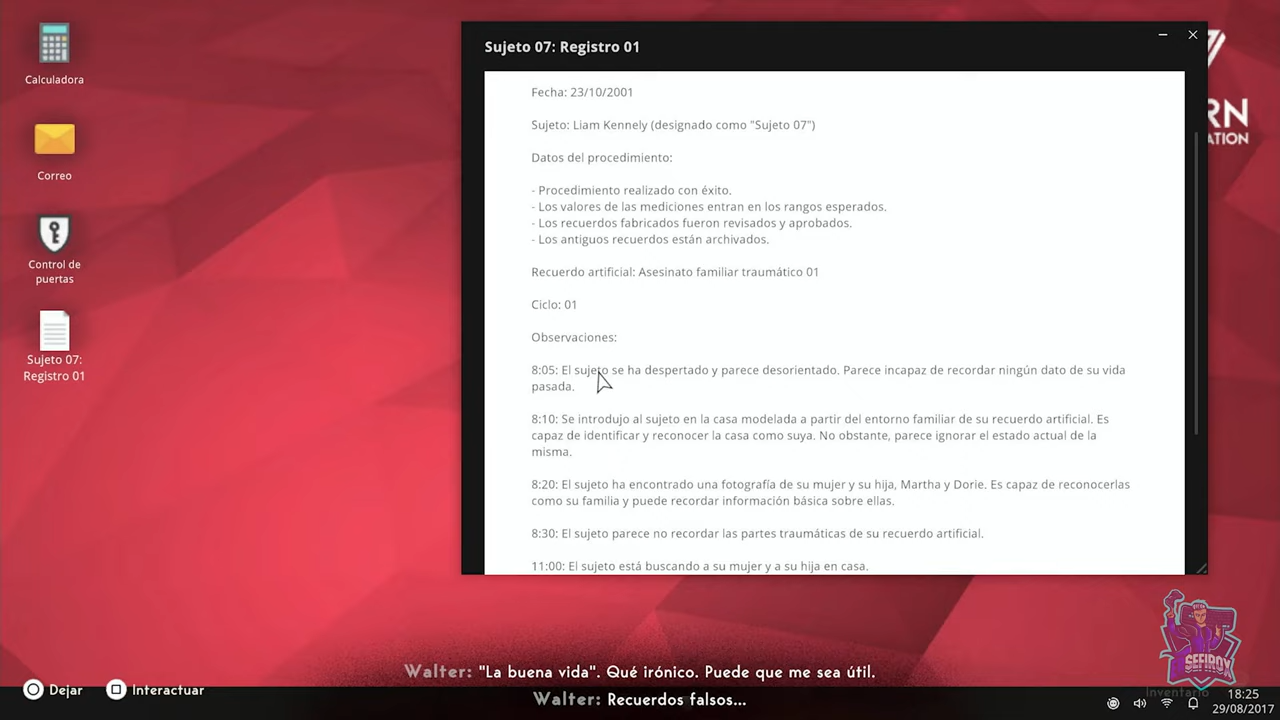 Calculadora
Correo
Control de
puertas
Sujeto 07:
Registro 01
Sujeto 07: Registro 01
Fecha: 23/10/2001
Sujeto: Liam Kennely (designado como "Sujeto 07")
Datos del procedimiento:
- Procedimiento realizado con éxito.
- Los valores de las mediciones entran en los rangos esperados.
- Los recuerdos fabricados fueron revisados y aprobados.
- Los antiguos recuerdos están archivados.
Recuerdo artificial: Asesinato familiar traumático 01
Ciclo: 01
Observaciones:
8:05: El sujeto se ha despertado y parece desorientado. Parece incapaz de recordar ningún dato de su vida
pasada.
8:10: Se introdujo al sujeto en la casa modelada a partir del entorno familiar de su recuerdo artificial. Es
capaz de identificar y reconocer la casa como suya. No obstante, parece ignorar el estado actual de la
misma.
8:20: El sujeto ha encontrado una fotografía de su mujer y su hija, Martha y Dorie. Es capaz de reconocerlas
como su familia y puede recordar información básica sobre ellas.
8:30: El sujeto parece no recordar las partes traumáticas de su recuerdo artificial.
11:00: El sujeto está buscando a su mujer y a su hija en casa.
RN
ATION
Walter: "La buena vida". Qué irónico. Puede que me sea útil.
Walter: Recuerdos falsos...
Dejar
Interactuar
SEFIROX
Inventario
18:25
29/08/2017